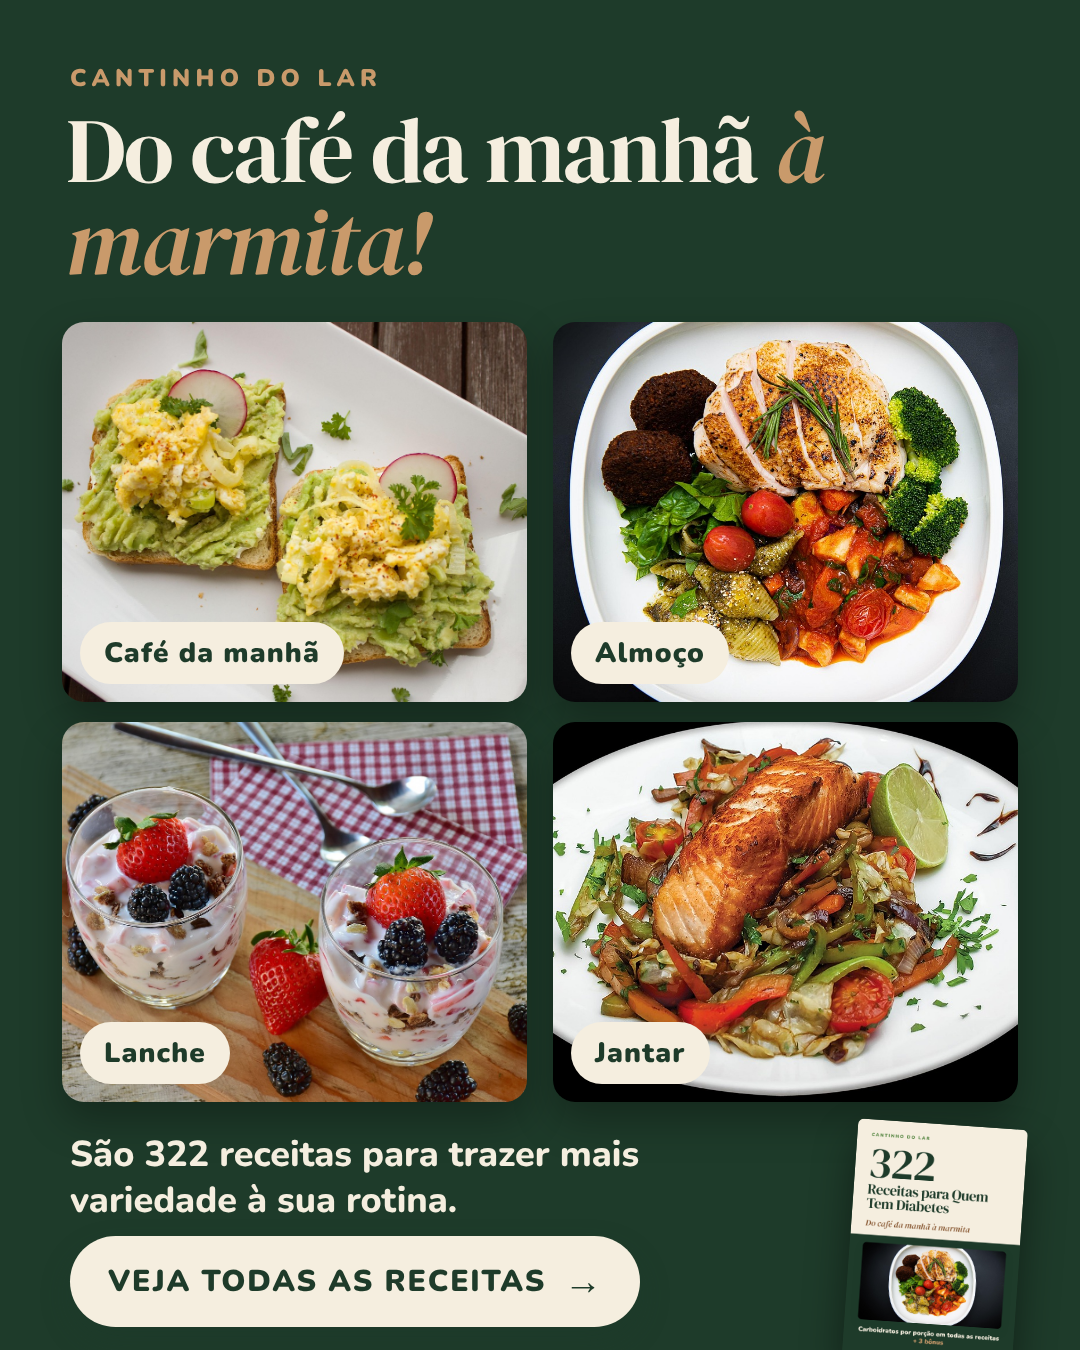 CANTINHO DO LAR
Do café da manhã à
marmita!
Café da manhã
Almoço
Lanche
Jantar
São 322 receitas para trazer mais
variedade à sua rotina.
VEJA TODAS AS RECEITAS →
CANTINHO DO LAR
322
Receitas para Quem
Tem Diabetes
Do café da manhã à marmita
Carboidratos por porção em todas as receitas
+ 3 bônus